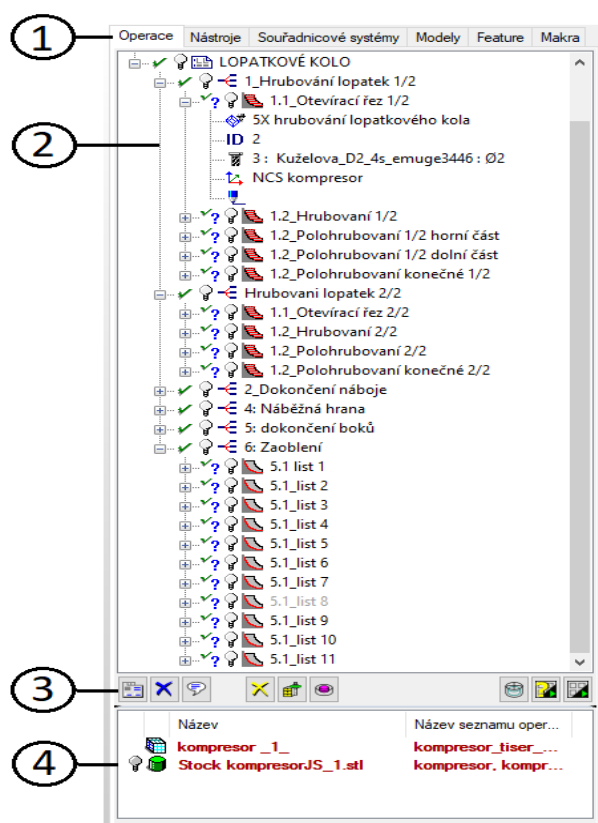 1
Operace Nástroje Souřadnicové systémy Modely Feature Makra
LOPATKOVÉ KOLO
1_Hrubování lopatek 1/2
1.1_Otevírací řez 1/2
5X hrubování lopatkového kola
2
ID 2
3 : Kuželova_D2_4s_emuge3446 : Ø2
NCS kompresor
1.2_Hrubovaní 1/2
1.2_Polohrubovaní 1/2 horní část
1.2_Polohrubovaní 1/2 dolní část
1.2_Polohrubovaní konečné 1/2
Hrubovani lopatek 2/2
1.1_Otevírací řez 2/2
1.2_Hrubovaní 2/2
1.2_Polohrubovaní 2/2
1.2_Polohrubovaní konečné 2/2
2_Dokončení náboje
4: Náběžná hrana
5: dokončení boků
6: Zaoblení
5.1 list 1
5.1_list 2
5.1_list 3
5.1_list 4
5.1_list 5
5.1_list 6
5.1_list 7
5.1_list 8
5.1_list 9
5.1_list 10
5.1_list 11
3
Název Název seznamu oper...
kompresor _1_ kompresor_tiser_...
4
Stock kompresorJS_1.stl kompresor, kompr...